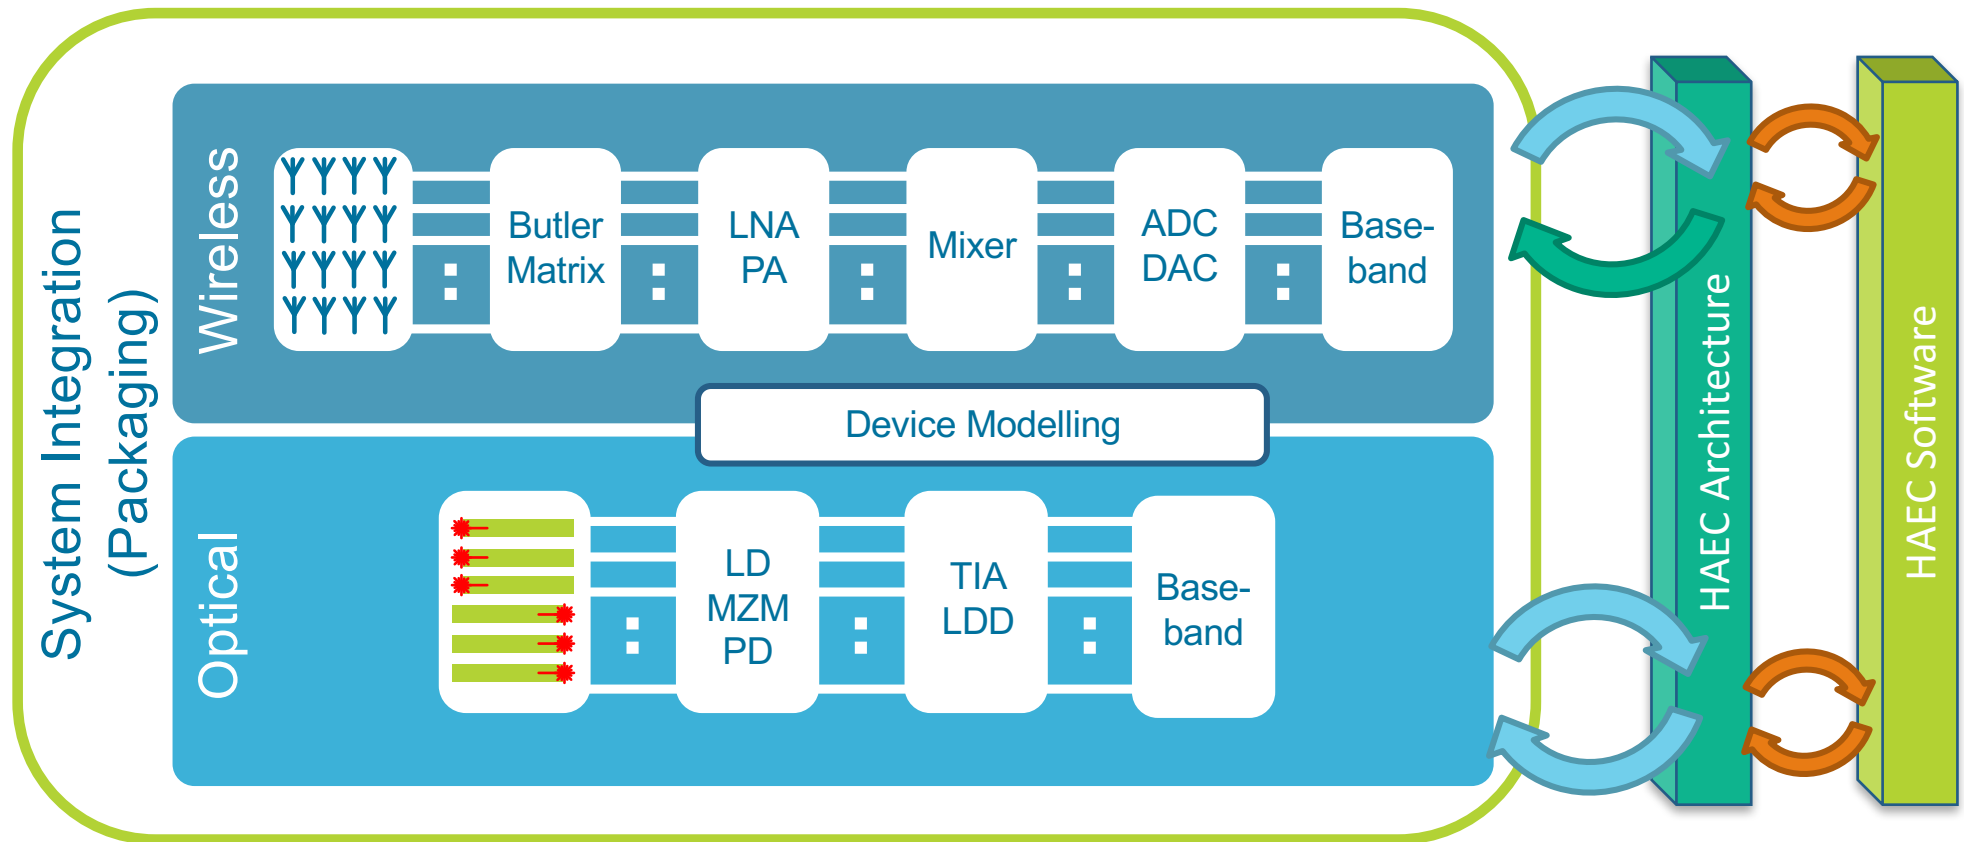 System Integration
(Packaging)
Wireless
Butler
Matrix
LNA
PA
Mixer
ADC
DAC
Base-
band
Device Modelling
Optical
LD
MZM
PD
TIA
LDD
Base-
band
HAEC Architecture
HAEC Software